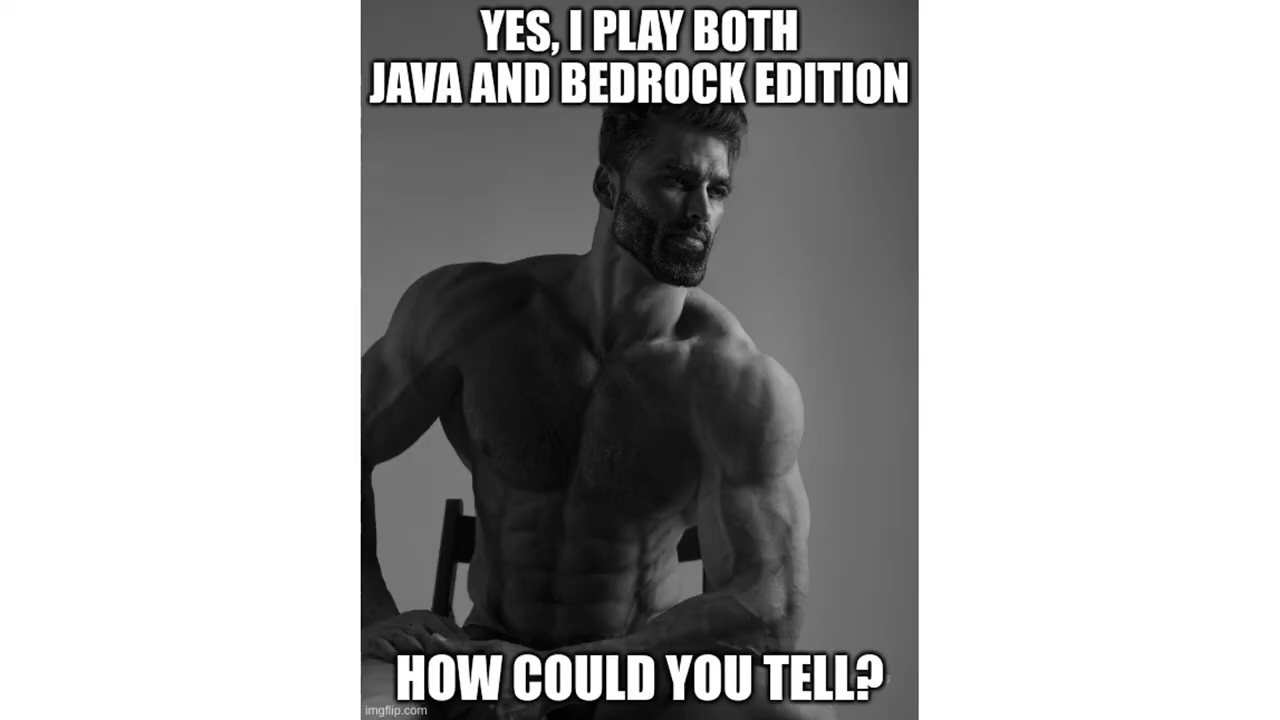 YES, I PLAY BOTH
JAVA AND BEDROCK EDITION
HOW COULD YOU TELL?
imgflip.com